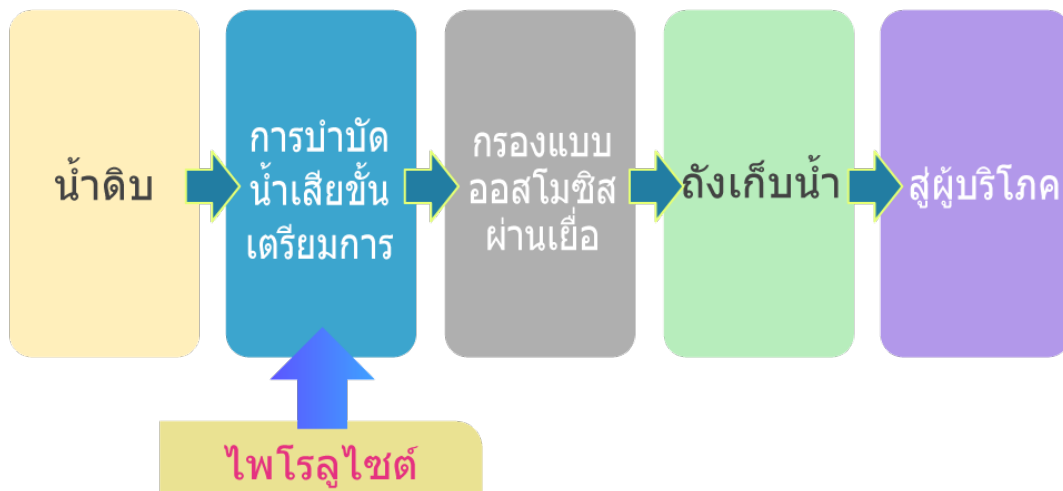 น้ำดิบ
การบำบัด
น้ำเสียขั้น
เตรียมการ
กรองแบบ
ออสโมซิส
ผ่านเยื่อ
ถังเก็บน้ำ
สู่ผู้บริโภค
ไพโรลูไซต์